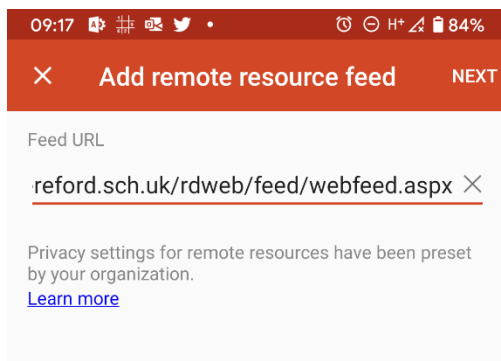 09:17 H+ 84%
Add remote resource feed NEXT
Feed URL
reford.sch.uk/rdweb/feed/webfeed.aspx
Privacy settings for remote resources have been preset
by your organization.
Learn more